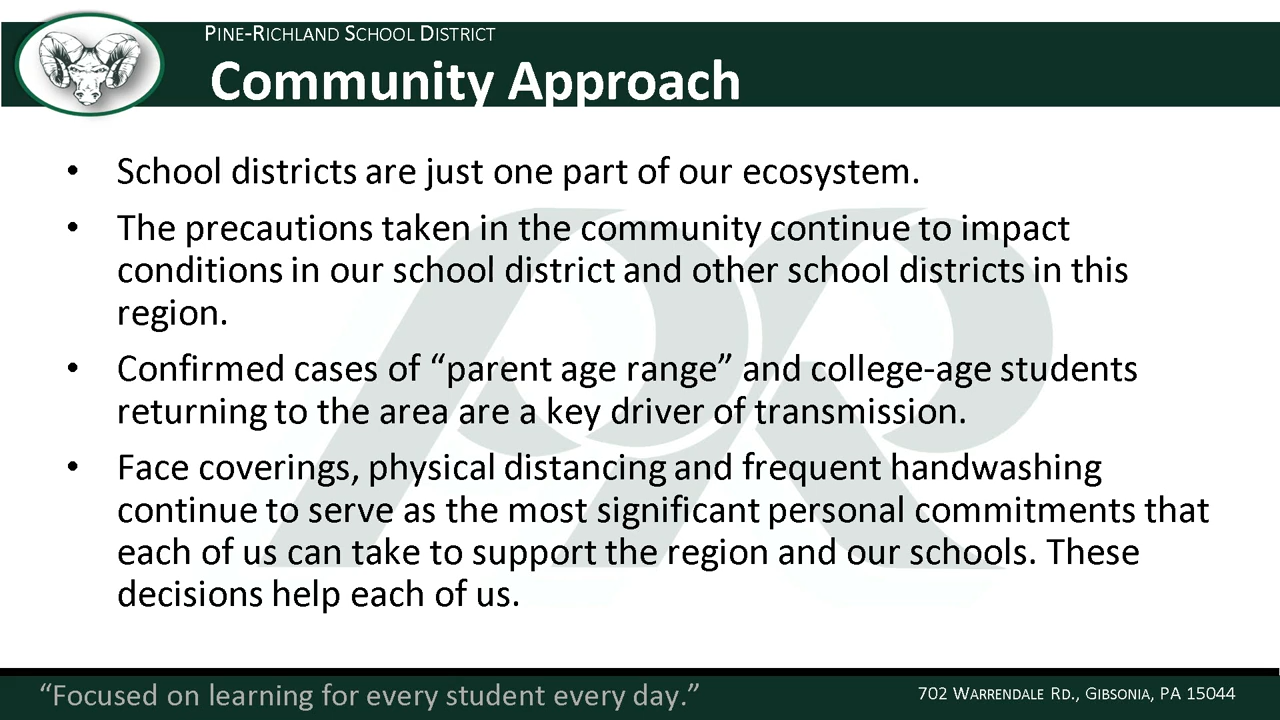 PINE-RICHLAND SCHOOL DISTRICT
Community Approach
• School districts are just one part of our ecosystem.
• The precautions taken in the community continue to impact
conditions in our school district and other school districts in this
region.
• Confirmed cases of “parent age range” and college-age students
returning to the area are a key driver of transmission.
• Face coverings, physical distancing and frequent handwashing
continue to serve as the most significant personal commitments that
each of us can take to support the region and our schools. These
decisions help each of us.
“Focused on learning for every student every day.”
702 WARRENDALE RD., GIBSONIA, PA 15044